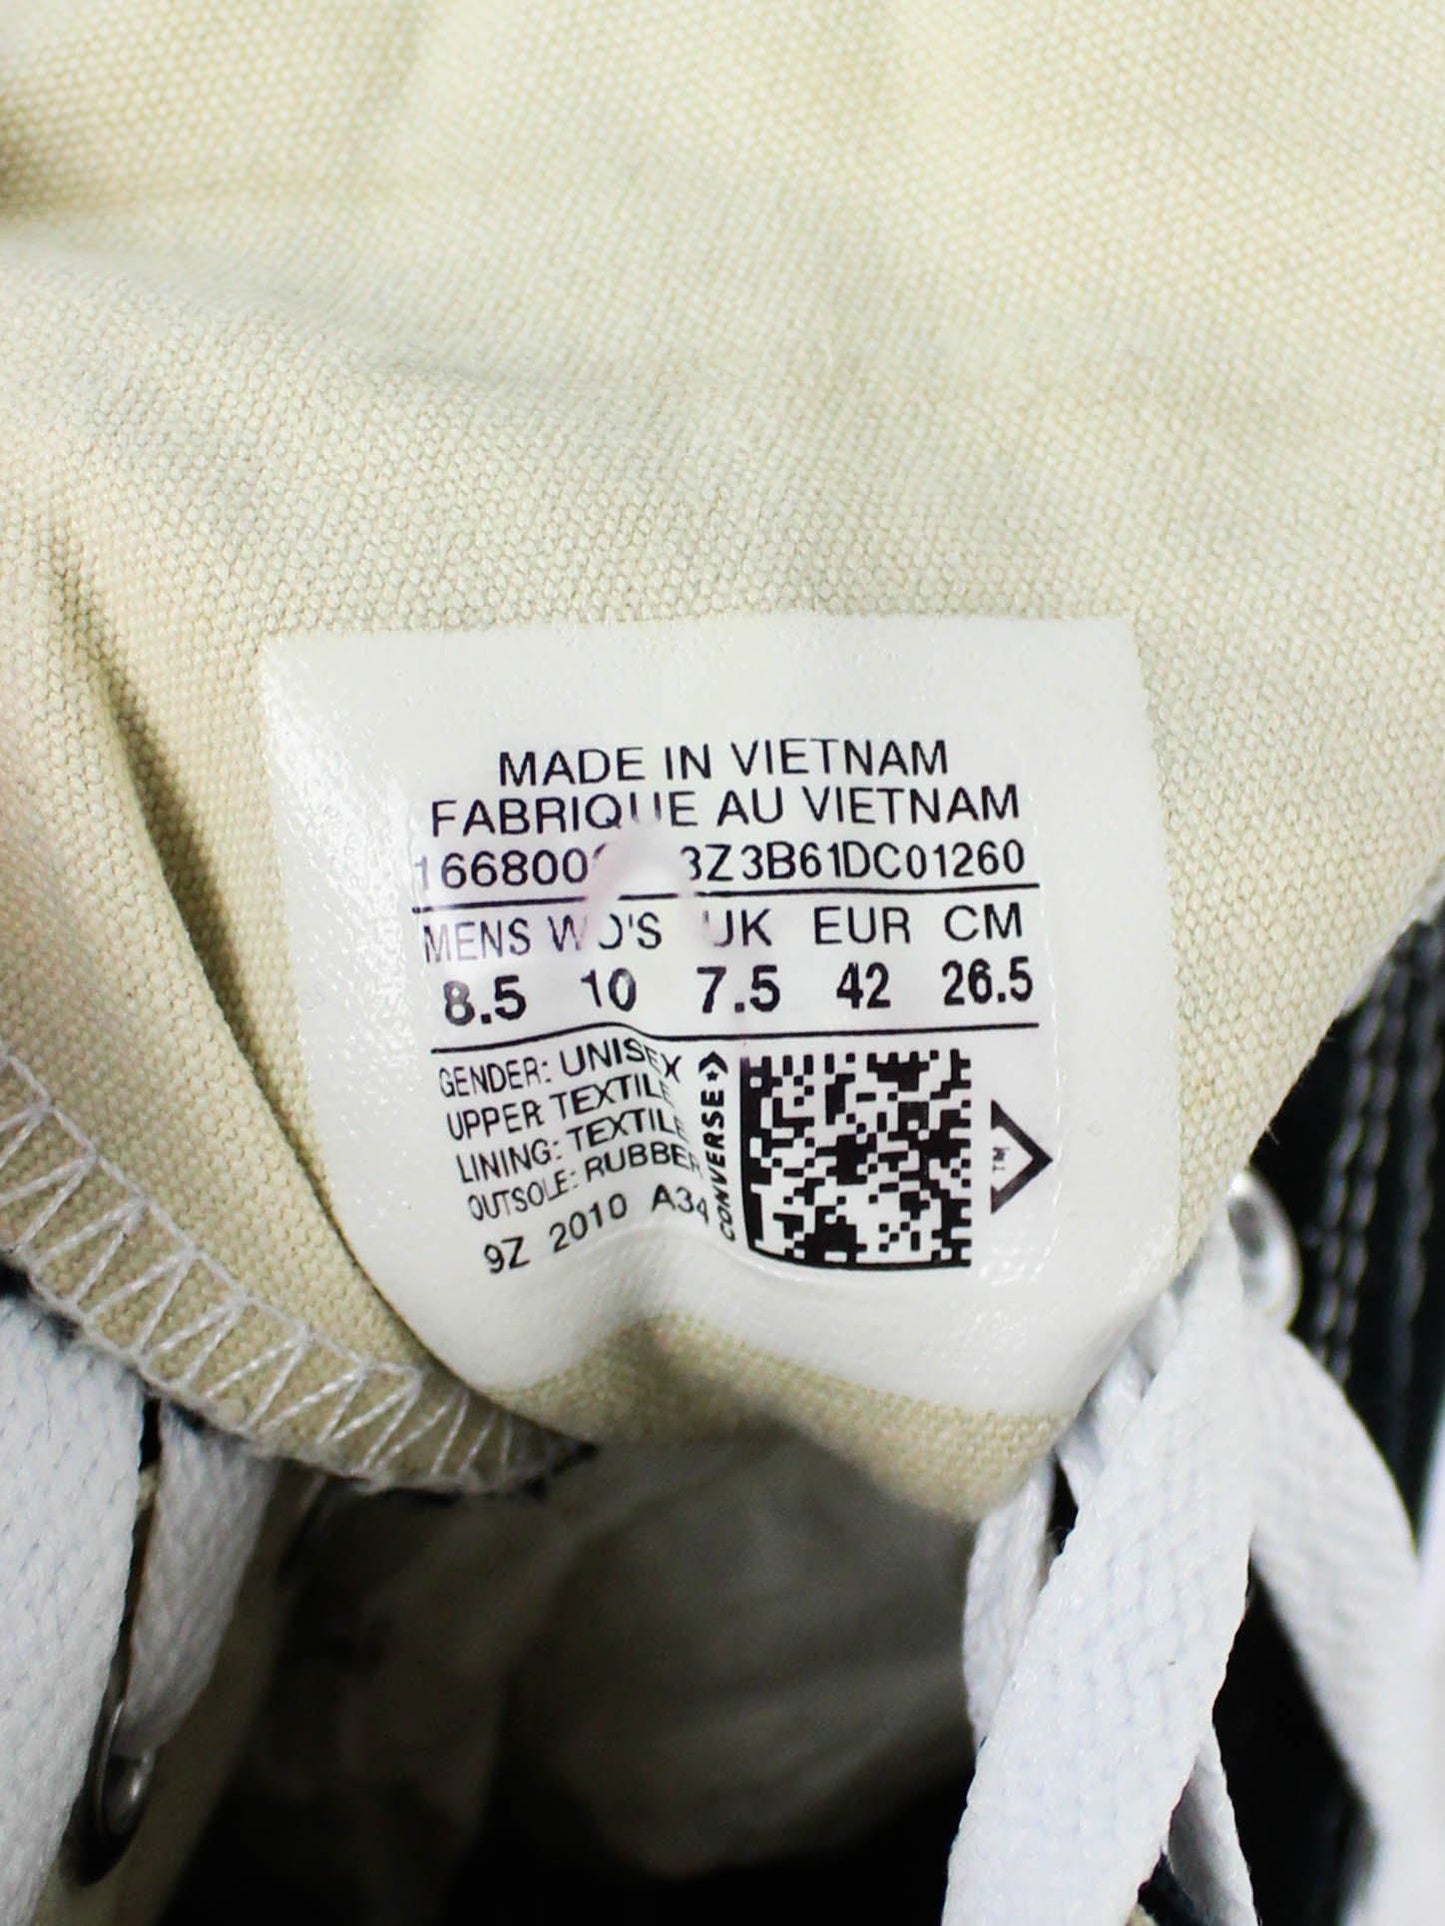 MADE IN VIETNAM
FABRIQUE AU VIETNAM
3Z3B61DC01260
MENS WO'S UK EUR CM
8.5 10 7.5 42 26.5
GENDER: UNISEX
UPPER TEXTILE
LINING: TEXTILE
OUTSOLE: RUBBER
9Z 2010 A34
CONVERSE
TM